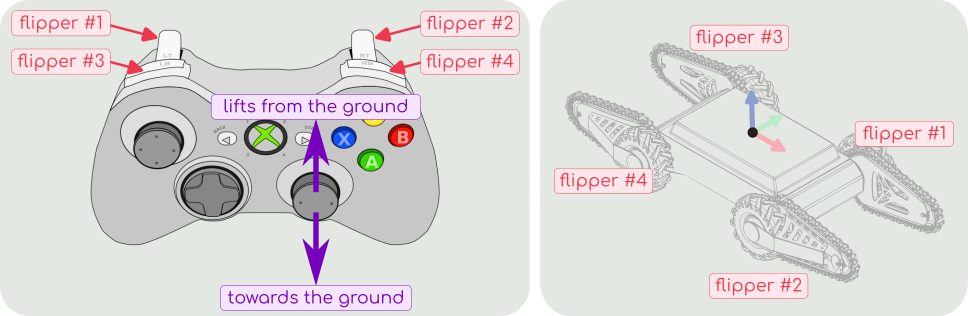 flipper #1
flipper #2
flipper #3
flipper #4
LT
RT
LB
RB
lifts from the ground
BACK
X
B
A
towards the ground
flipper #3
flipper #1
flipper #4
flipper #2